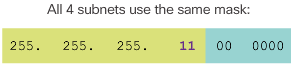 All 4 subnets use the same mask:
255. 255. 255. 11 00 0000